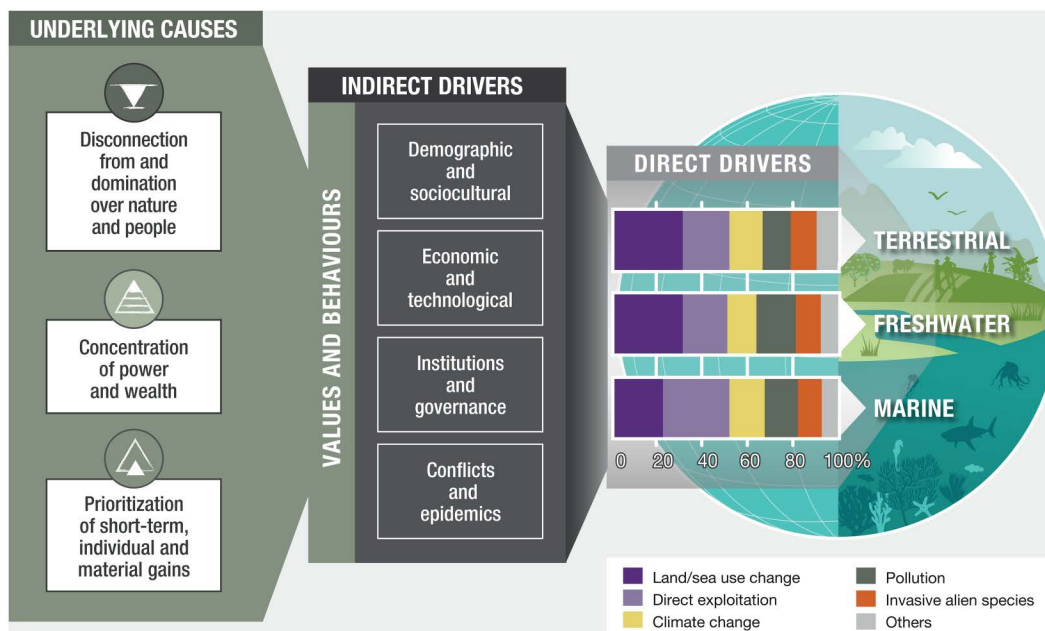 UNDERLYING CAUSES
Disconnection
from and
domination
over nature
and people
Concentration
of power
and wealth
Prioritization
of short-term,
individual and
material gains
INDIRECT DRIVERS
VALUES AND BEHAVIOURS
Demographic
and
sociocultural
Economic
and
technological
Institutions
and
governance
Conflicts
and
epidemics
DIRECT DRIVERS
TERRESTRIAL
FRESHWATER
MARINE
0 20 40 60 80 100%
Land/sea use change
Direct exploitation
Climate change
Pollution
Invasive alien species
Others